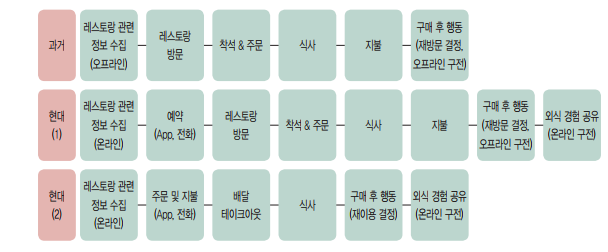 과거
레스토랑 관련
정보 수집
(오프라인)
레스토랑
방문
착석 & 주문
식사
지불
구매 후 행동
(재방문 결정,
오프라인 구전)
현대
(1)
레스토랑 관련
정보 수집
(온라인)
예약
(App, 전화)
레스토랑
방문
착석 & 주문
식사
지불
구매 후 행동
(재방문 결정,
오프라인 구전)
외식 경험 공유
(온라인 구전)
현대
(2)
레스토랑 관련
정보 수집
(온라인)
주문 및 지불
(App, 전화)
배달
테이크아웃
식사
구매 후 행동
(재이용 결정)
외식 경험 공유
(온라인 구전)